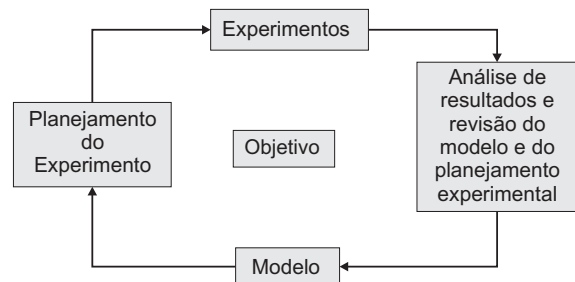 Experimentos
Análise de
resultados e
revisão do
modelo e do
planejamento
experimental
Planejamento
do
Experimento
Objetivo
Modelo